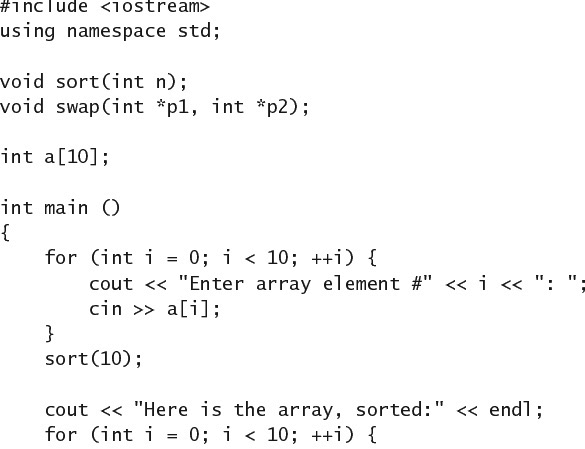 #include <iostream>
using namespace std;

void sort(int n);
void swap(int *p1, int *p2);

int a[10];

int main ()
{
    for (int i = 0; i < 10; ++i) {
        cout << "Enter array element #" << i << ": ";
        cin >> a[i];
    }
    sort(10);

    cout << "Here is the array, sorted:" << endl;
    for (int i = 0; i < 10; ++i) {